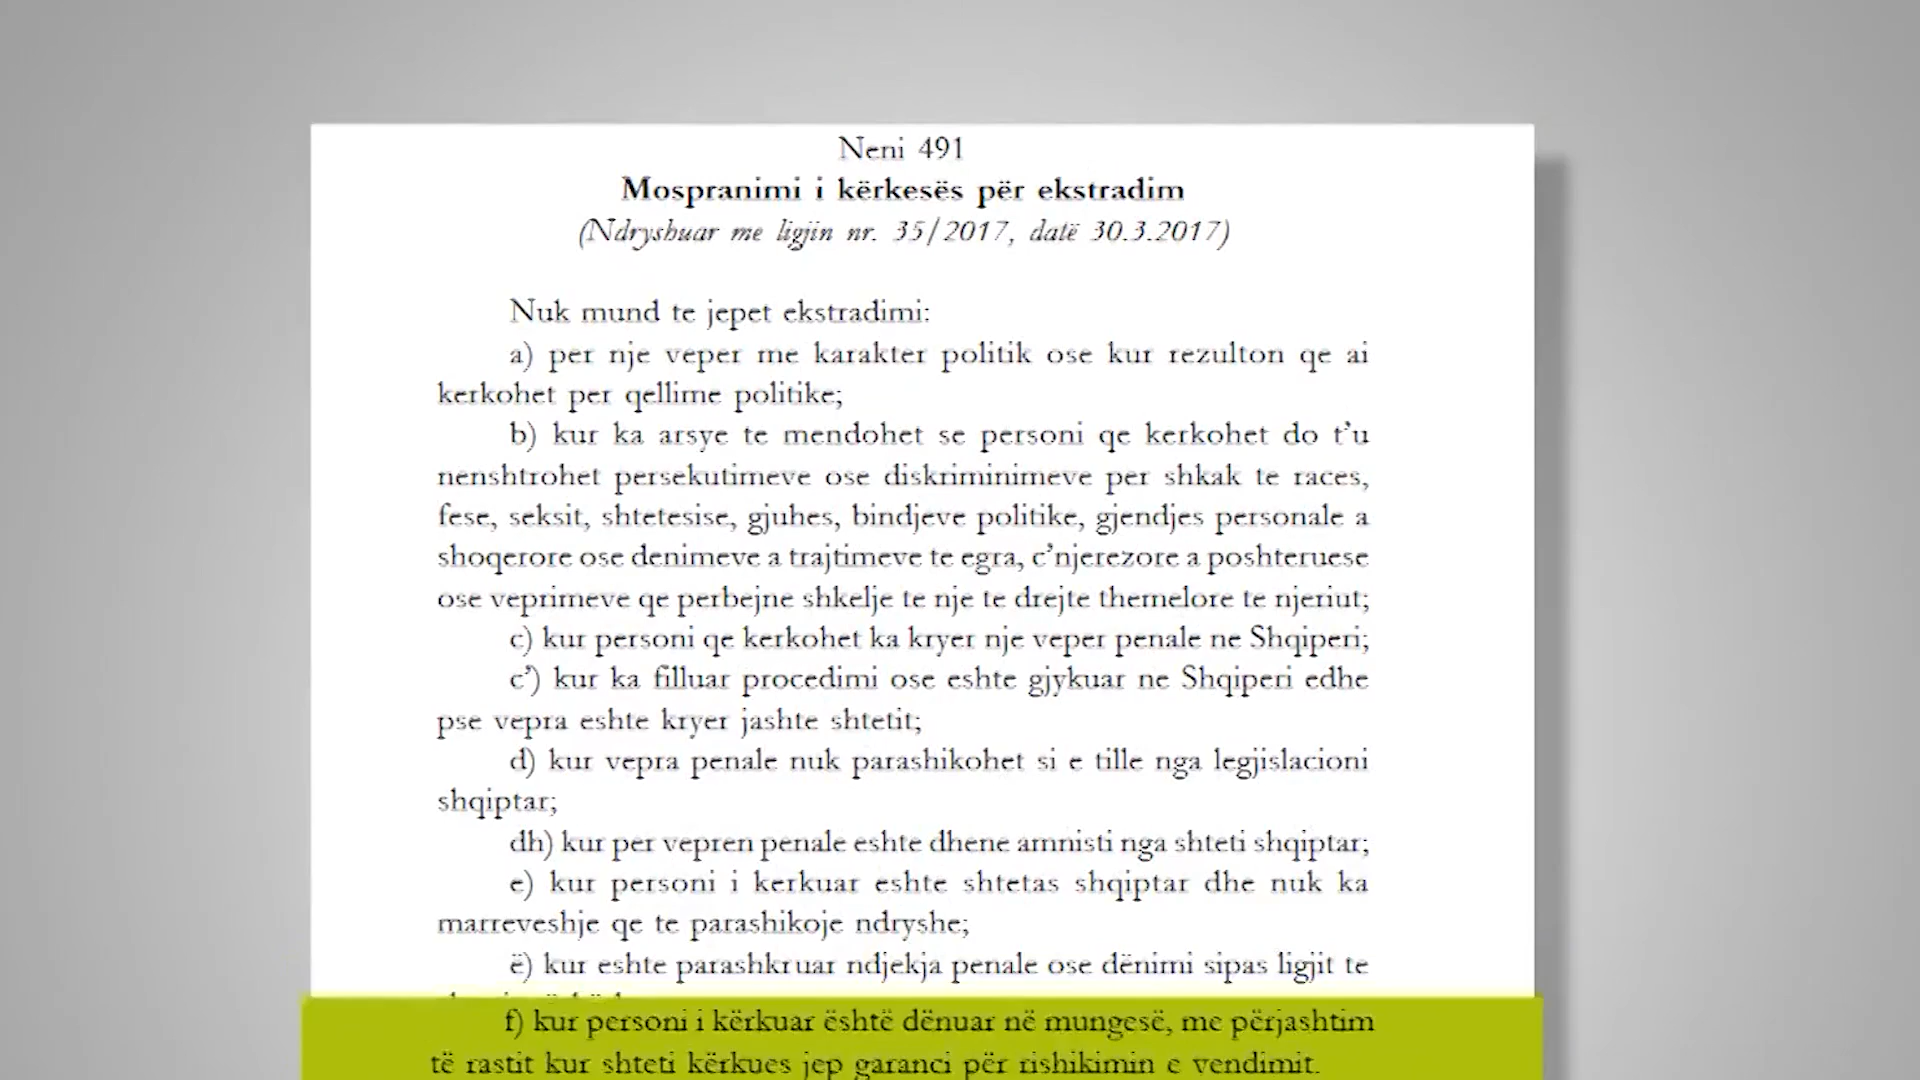 Neni 491
Mospranimi i kërkesës për ekstradim
(Ndryshuar me ligjin nr. 35/2017, datë 30.3.2017)
Nuk mund te jepet ekstradimi:
a) per nje veper me karakter politik ose kur rezulton qe ai
kerkohet per qellime politike;
b) kur ka arsye te mendohet se personi qe kerkohet do t’u
nenshtrohet persekutimeve ose diskriminimeve per shkak te races,
fese, seksit, shtetesise, gjuhes, bindjeve politike, gjendjes personale a
shoqerore ose denimeve a trajtimeve te egra, c’njerezore a poshteruese
ose veprimeve qe perbejne shkelje te nje te drejte themelore te njeriut;
c) kur personi qe kerkohet ka kryer nje veper penale ne Shqiperi;
c’) kur ka filluar procedimi ose eshte gjykuar ne Shqiperi edhe
pse vepra eshte kryer jashte shtetit;
d) kur vepra penale nuk parashikohet si e tille nga legjislacioni
shqiptar;
dh) kur per vepren penale eshte dhene amnisti nga shteti shqiptar;
e) kur personi i kerkuar eshte shtetas shqiptar dhe nuk ka
marreveshje qe te parashikoje ndryshe;
ë) kur eshte parashkruar ndjekja penale ose dënimi sipas ligjit te
f) kur personi i kërkuar është dënuar në mungesë, me përjashtim
të rastit kur shteti kërkues jep garanci për rishikimin e vendimit.